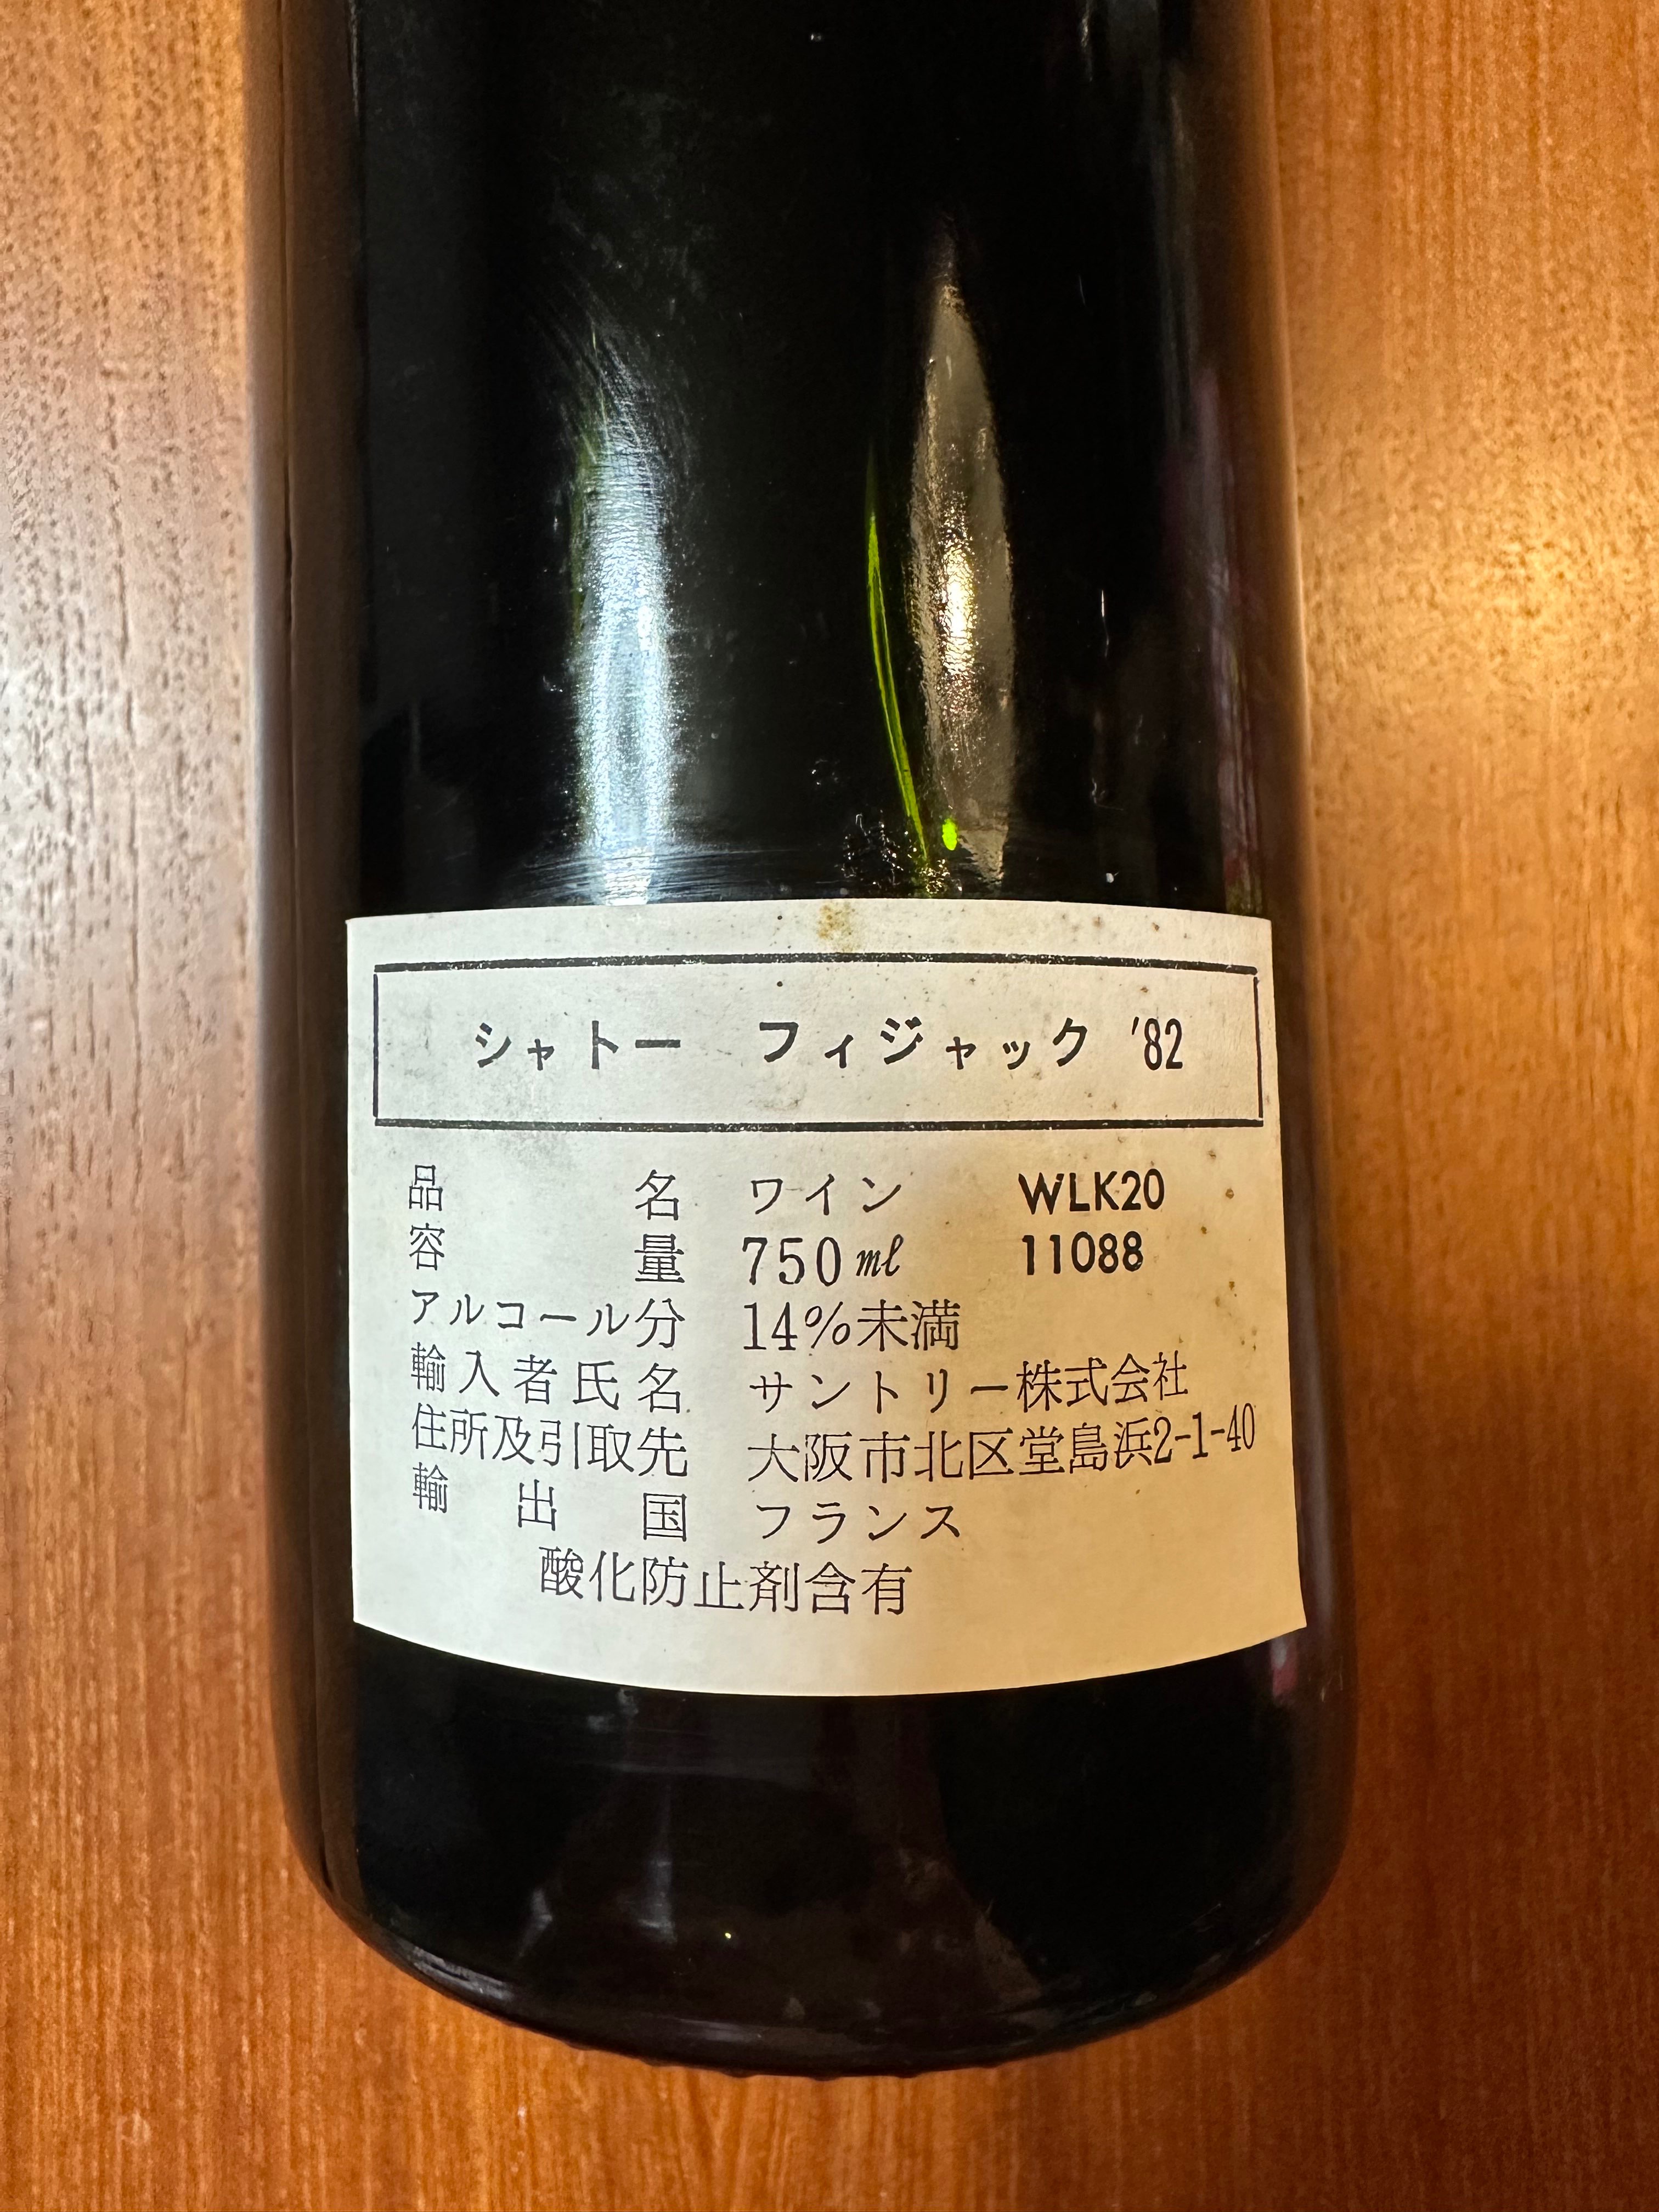 シャトー フィジャック '82
品名 ワイン WLK20
容量 750ml 11088
アルコール分 14%未満
輸入者氏名 サントリー株式会社
住所及引取先 大阪市北区堂島浜2-1-40
輸出国 フランス
酸化防止剤含有